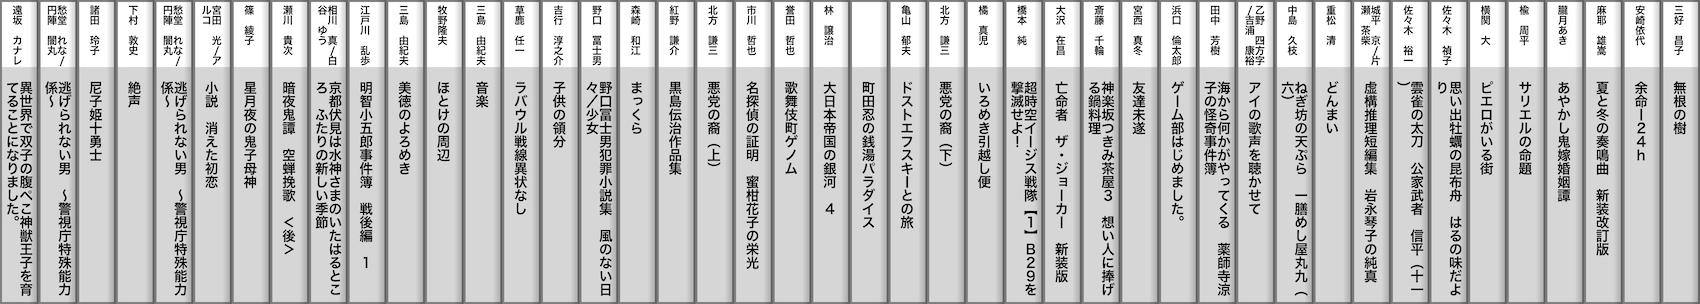 三好 昌子
無根の樹
安崎依代
余命一24h
麻耶 雄嵩
夏と冬の奏鳴曲 新装改訂版
朧月あき
あやかし鬼嫁婚姻譚
楡 周平
サリエルの命題
横関 大
ピエロがいる街
佐々木 禎子
思い出牡蠣の昆布舟 はるの味だよ
り
佐々木 裕一
雲雀の太刀 公家武者 信平（十一
）
城平 京/片
瀬 茶柴
虚構推理短編集 岩永琴子の純真
重松 清
どんまい
中島 久枝
ねぎ坊の天ぷら 一膳めし屋丸九（
六）
乙野 四方字
/吉浦 康裕
アイの歌声を聴かせて
田中 芳樹
海から何かがやってくる 薬師寺涼
子の怪奇事件簿
浜口 倫太郎
ゲーム部はじめました。
宮西 真冬
友達未遂
斎藤 千輪
神楽坂つきみ茶屋3 想い人に捧げ
る鍋料理
大沢 在昌
亡命者 ザ・ジョーカー 新装版
橋本 純
超時空イージス戦隊【1】B29を
撃滅せよ！
橘 真児
いろめき引越し便
北方 謙三
悪党の裔（下）
亀山 郁夫
ドストエフスキーとの旅
町田忍の銭湯パラダイス
林 譲治
大日本帝国の銀河 4
誉田 哲也
歌舞伎町ゲノム
市川 哲也
名探偵の証明 蜜柑花子の栄光
北方 謙三
悪党の裔（上）
紅野 謙介
黒島伝治作品集
森崎 和江
まっくら
野口 冨士男
野口冨士男犯罪小説集 風のない日
々/少女
吉行 淳之介
子供の領分
草鹿 任一
ラバウル戦線異状なし
三島 由紀夫
音楽
牧野隆夫
ほとけの周辺
三島 由紀夫
美徳のよろめき
江戸川 乱歩
明智小五郎事件簿 戦後編 1
相川 真/白
谷 ゆう
京都伏見は水神さまのいたはるとこ
ろ ふたりの新しい季節
瀬川 貴次
暗夜鬼譚 空蝉挽歌 <後>
篠 綾子
星月夜の鬼子母神
宮田 光/ア
ルコ
小説 消えた初恋
愁堂 れな/
円陣 闇丸
逃げられない男 〜警視庁特殊能力
係〜
下村 敦史
絶声
諸田 玲子
尼子姫十勇士
愁堂 れな/
円陣 闇丸
逃げられない男 〜警視庁特殊能力
係〜
遠坂 カナレ
異世界で双子の腹ぺこ神獣王子を育
てることになりました。